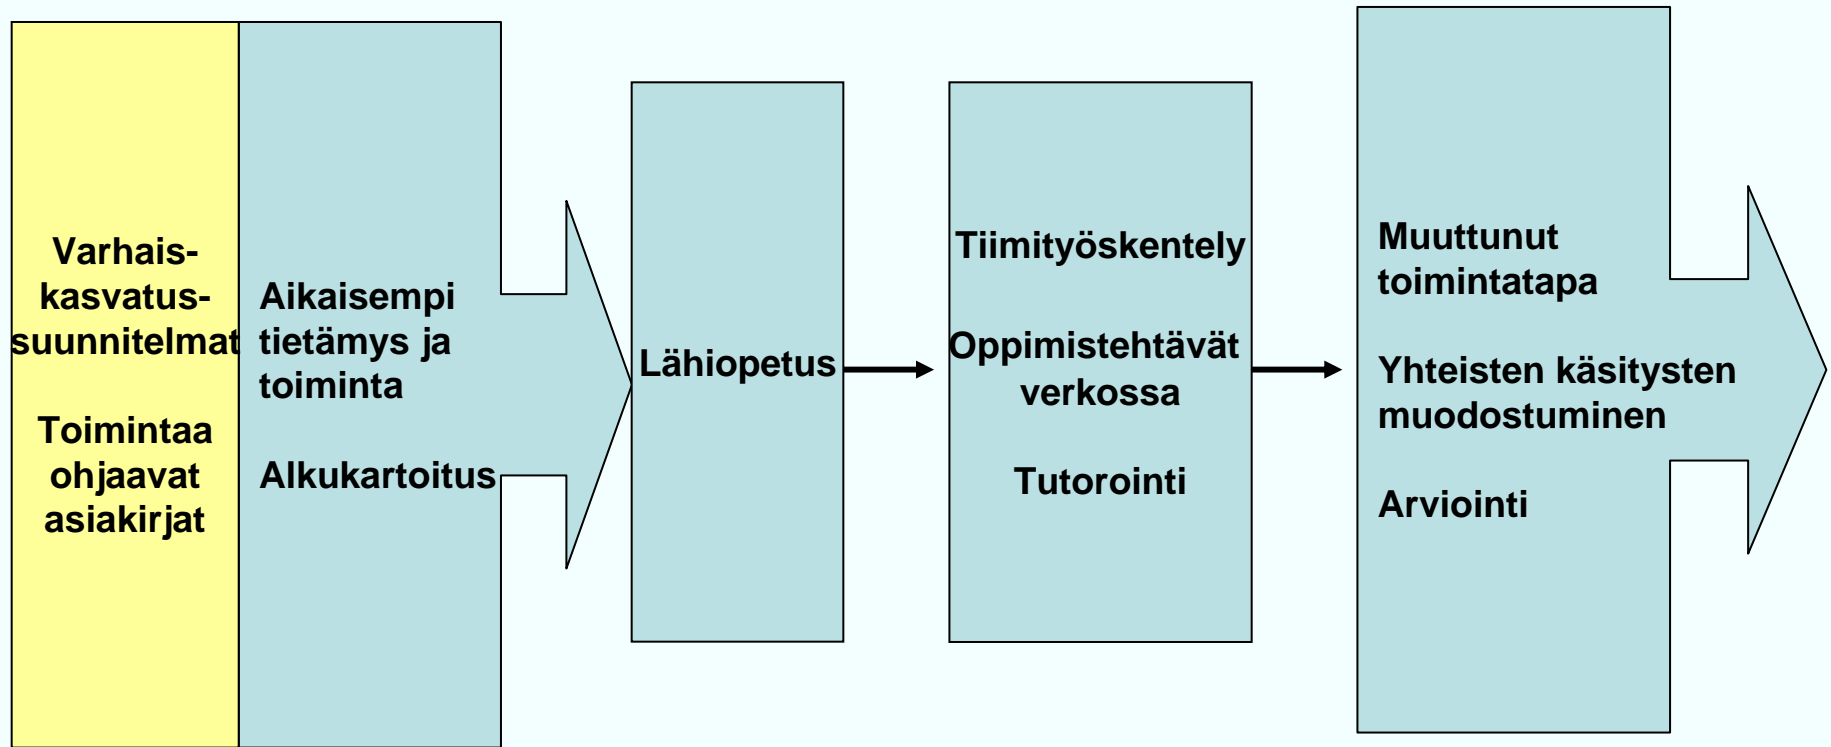 Varhais-
kasvatus-
suunnitelmat
Toimintaa
ohjaavat
asiakirjat
Aikaisempi
tietämys ja
toiminta
Alkukartoitus
Lähiopetus
Tiimityöskentely
Oppimistehtävät
verkossa
Tutorointi
Muuttunut
toimintatapa
Yhteisten käsitysten
muodostuminen
Arviointi